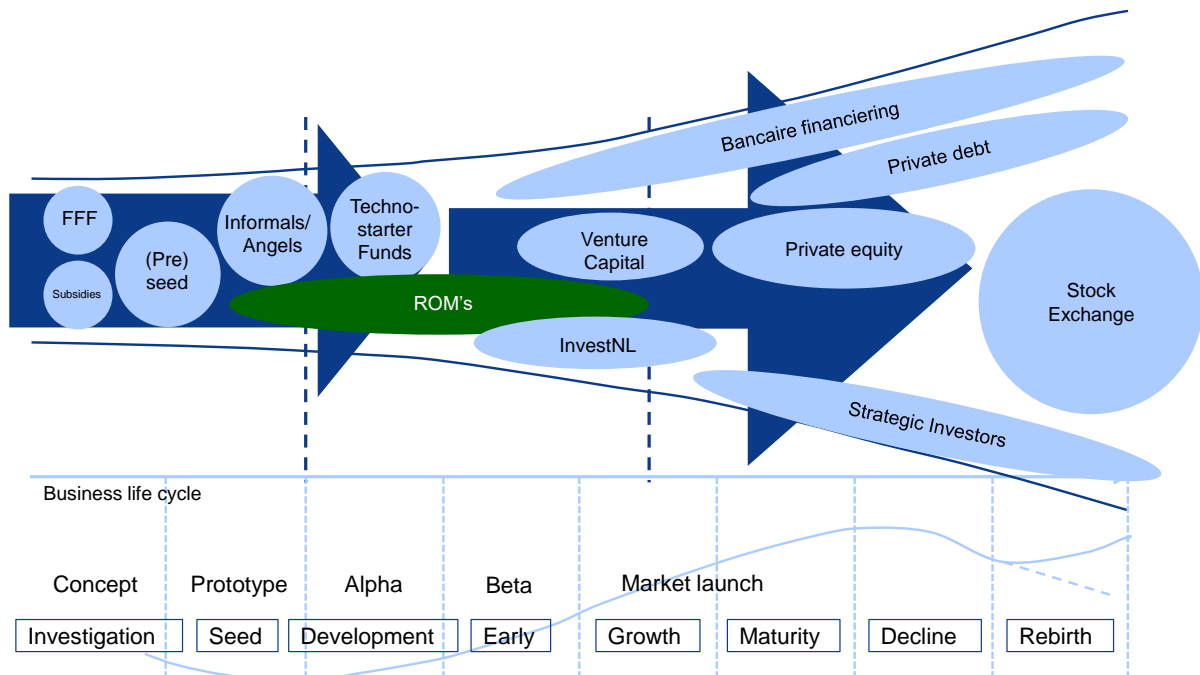 Bancaire financiering
Private debt
FFF
Subsidies
(Pre)
seed
Informals/
Angels
Techno-
starter
Funds
Venture
Capital
Private equity
ROM's
InvestNL
Stock
Exchange
Strategic Investors
Business life cycle
Concept
Prototype
Alpha
Beta
Market launch
Investigation
Seed
Development
Early
Growth
Maturity
Decline
Rebirth